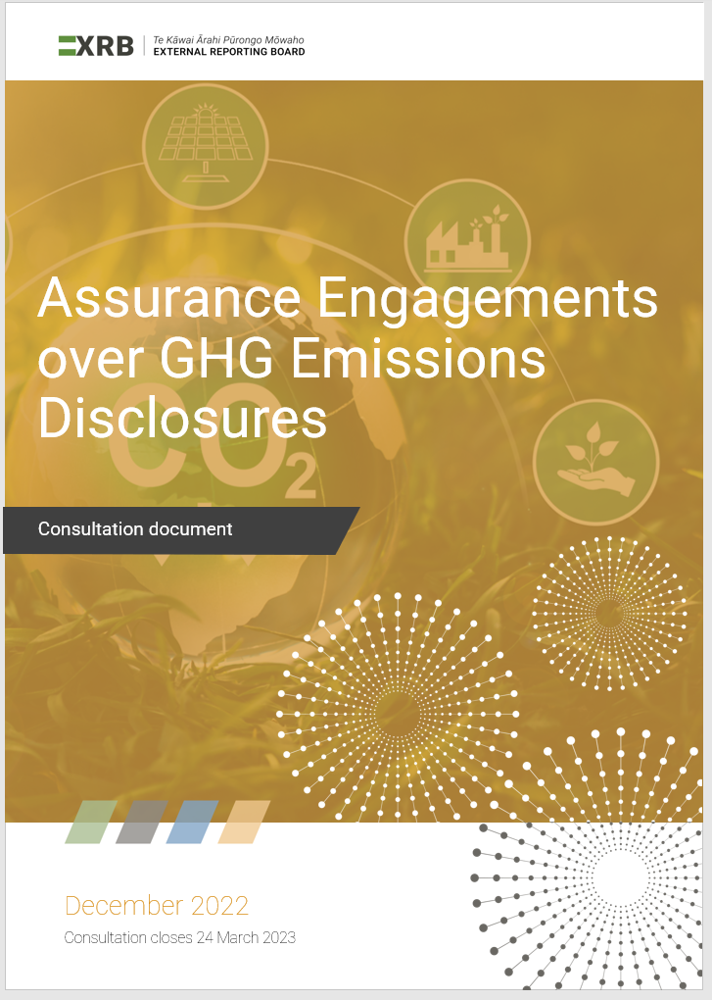 XRB
Te Kāwai Ārahi Pūrongo Mōwaho
EXTERNAL REPORTING BOARD
Assurance Engagements
over GHG Emissions
Disclosures
CO2
Consultation document
December 2022
Consultation closes 24 March 2023